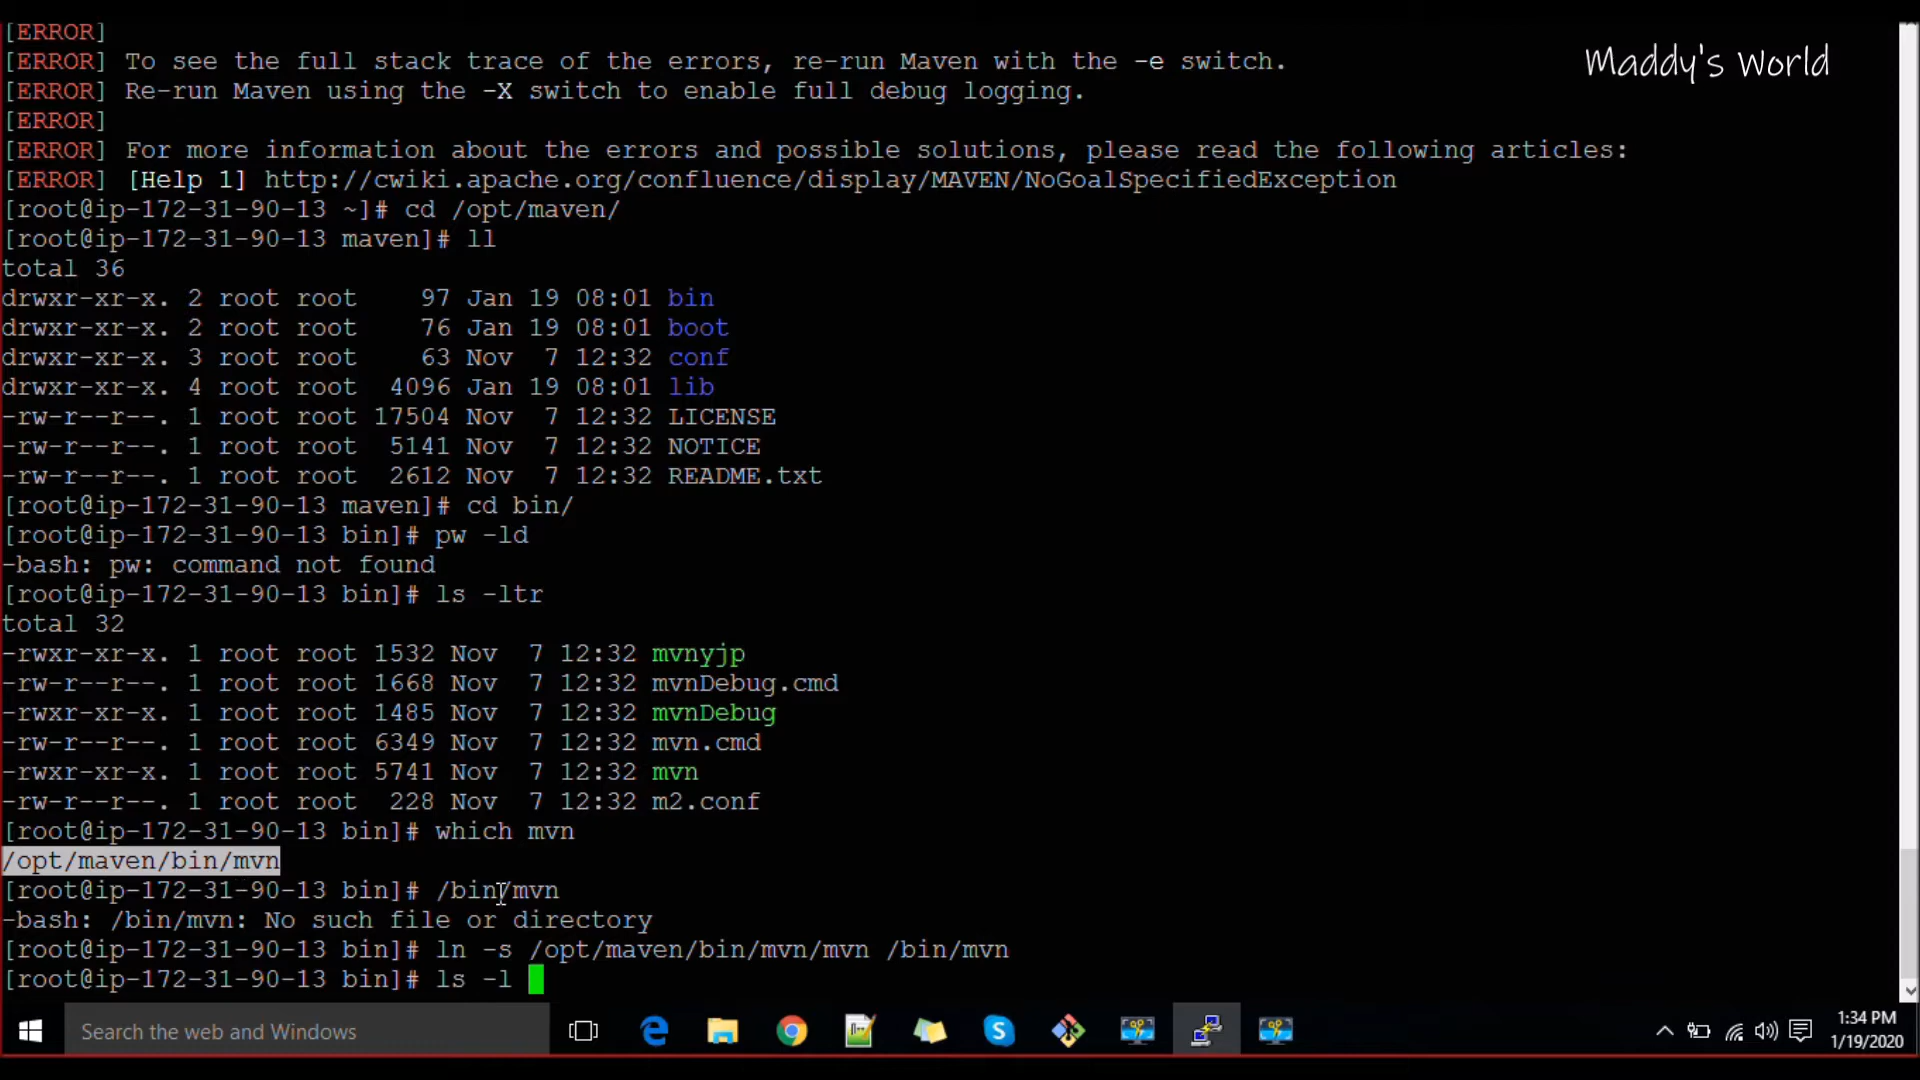 [ERROR]
[ERROR] To see the full stack trace of the errors, re-run Maven with the -e switch.
Maddy's World
[ERROR] Re-run Maven using the -X switch to enable full debug logging.
[ERROR]
[ERROR] For more information about the errors and possible solutions, please read the following articles:
[ERROR] [Help 1] http://cwiki.apache.org/confluence/display/MAVEN/NoGoalSpecifiedException
[root@ip-172-31-90-13 ~]# cd /opt/maven/
[root@ip-172-31-90-13 maven]# ll
total 36
drwxr-xr-x. 2 root root    97 Jan 19 08:01 bin
drwxr-xr-x. 2 root root    76 Jan 19 08:01 boot
drwxr-xr-x. 3 root root    63 Nov  7 12:32 conf
drwxr-xr-x. 4 root root  4096 Jan 19 08:01 lib
-rw-r--r--. 1 root root 17504 Nov  7 12:32 LICENSE
-rw-r--r--. 1 root root  5141 Nov  7 12:32 NOTICE
-rw-r--r--. 1 root root  2612 Nov  7 12:32 README.txt
[root@ip-172-31-90-13 maven]# cd bin/
[root@ip-172-31-90-13 bin]# pw -ld
-bash: pw: command not found
[root@ip-172-31-90-13 bin]# ls -ltr
total 32
-rwxr-xr-x. 1 root root 1532 Nov  7 12:32 mvnyjp
-rw-r--r--. 1 root root 1668 Nov  7 12:32 mvnDebug.cmd
-rwxr-xr-x. 1 root root 1485 Nov  7 12:32 mvnDebug
-rw-r--r--. 1 root root 6349 Nov  7 12:32 mvn.cmd
-rwxr-xr-x. 1 root root 5741 Nov  7 12:32 mvn
-rw-r--r--. 1 root root  228 Nov  7 12:32 m2.conf
[root@ip-172-31-90-13 bin]# which mvn
/opt/maven/bin/mvn
[root@ip-172-31-90-13 bin]# /bin/mvn
-bash: /bin/mvn: No such file or directory
[root@ip-172-31-90-13 bin]# ln -s /opt/maven/bin/mvn/mvn /bin/mvn
[root@ip-172-31-90-13 bin]# ls -l
Search the web and Windows
1:34 PM
1/19/2020